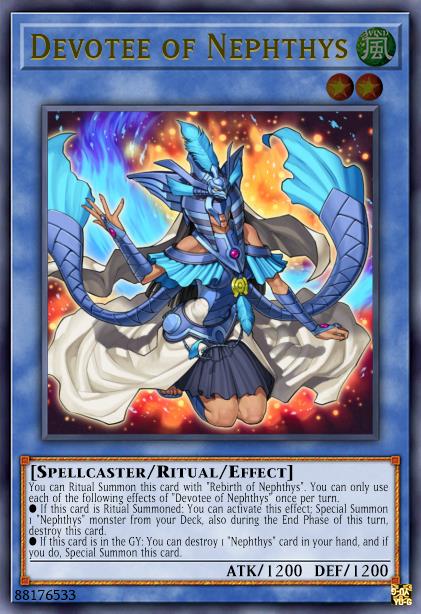 Devotee of Nephthys
WIND
風
[Spellcaster/Ritual/Effect]
You can Ritual Summon this card with "Rebirth of Nephthys". You can only use
each of the following effects of "Devotee of Nephthys" once per turn.
● If this card is Ritual Summoned: You can activate this effect; Special Summon
1 "Nephthys" monster from your Deck, also during the End Phase of this turn,
destroy this card.
● If this card is in the GY: You can destroy 1 "Nephthys" card in your hand, and if
you do, Special Summon this card.
ATK/1200 DEF/1200
88176533